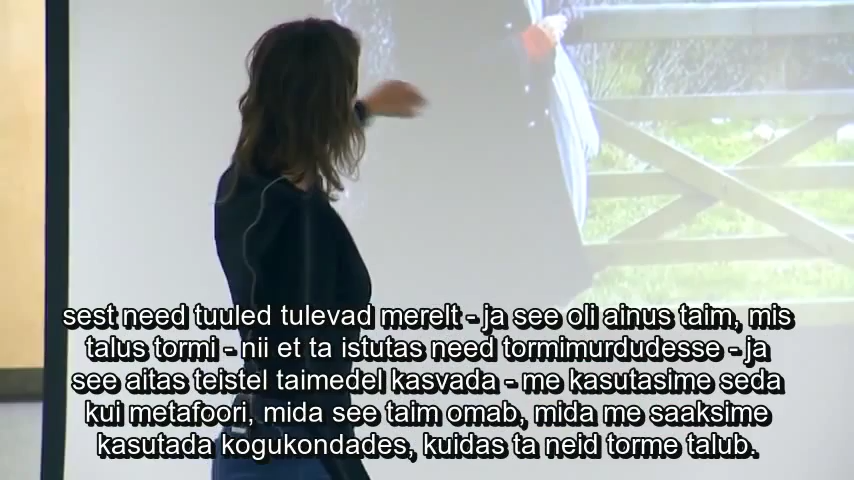 sest need tuuled tulevad merelt - ja see oli ainus taim, mis
talus tormi - nii et ta istutas need tormimurdudesse - ja
see aitas teistel taimedel kasvada - me kasutasime seda
kui metafoori, mida see taim omab, mida me saaksime
kasutada kogukondades, kuidas ta neid torme talub.